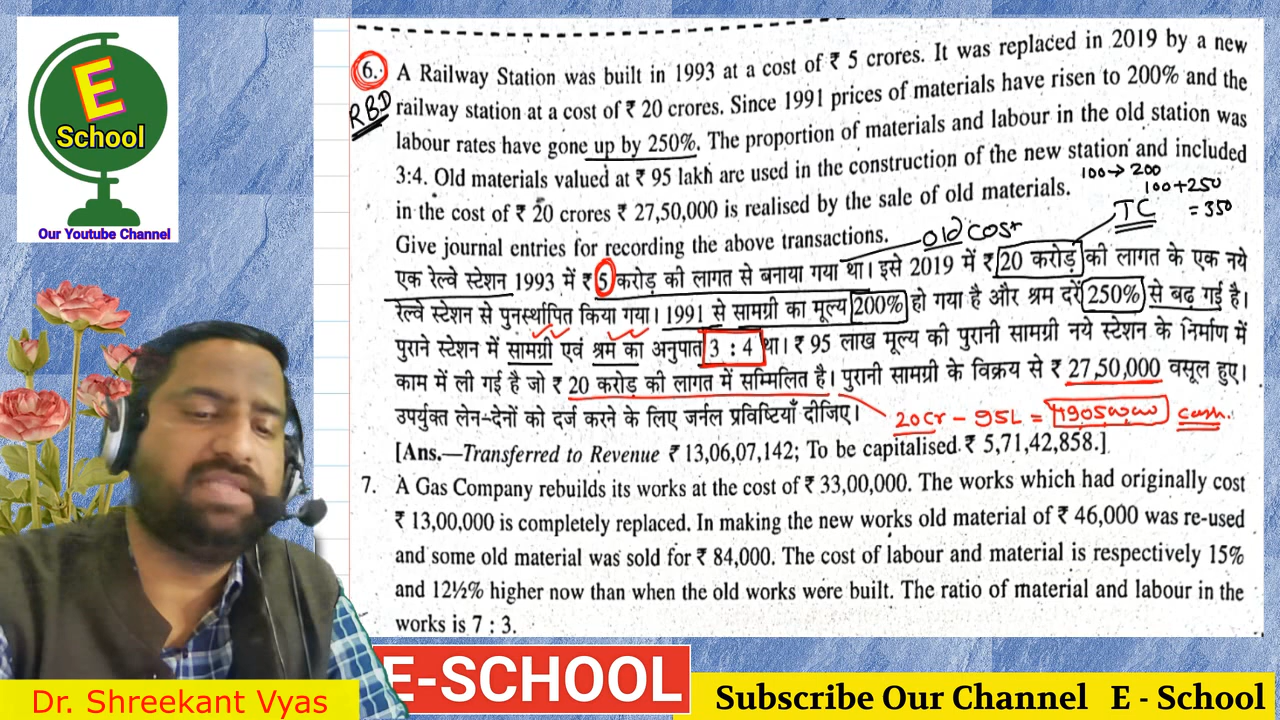 E
School
Our Youtube Channel
6. A Railway Station was built in 1993 at a cost of ₹ 5 crores. It was replaced in 2019 by a new
RBD
railway station at a cost of ₹ 20 crores. Since 1991 prices of materials have risen to 200% and the
labour rates have gone up by 250%. The proportion of materials and labour in the old station was
3:4. Old materials valued at ₹ 95 lakh are used in the construction of the new station and included
100→200
100+250
= 350
in the cost of ₹ 20 crores ₹ 27,50,000 is realised by the sale of old materials.
TC
Give journal entries for recording the above transactions.
old cost
एक रेल्वे स्टेशन 1993 में ₹ 5 करोड़ की लागत से बनाया गया था। इसे 2019 में ₹ 20 करोड़ की लागत के एक नये
रेल्वे स्टेशन से पुनर्स्थापित किया गया। 1991 से सामग्री का मूल्य 200% हो गया है और श्रम दरें 250% से बढ़ गई है।
पुराने स्टेशन में सामग्री एवं श्रम का अनुपात 3 : 4 था। ₹ 95 लाख मूल्य की पुरानी सामग्री नये स्टेशन के निर्माण में
काम में ली गई है जो ₹ 20 करोड़ की लागत में सम्मिलित है। पुरानी सामग्री के विक्रय से ₹ 27,50,000 वसूल हुए।
उपर्युक्त लेन-देनों को दर्ज करने के लिए जर्नल प्रविष्टियाँ दीजिए।
20Cr - 95L = 190500000 cash.
[Ans.—Transferred to Revenue ₹ 13,06,07,142; To be capitalised ₹ 5,71,42,858.]
7. A Gas Company rebuilds its works at the cost of ₹ 33,00,000. The works which had originally cost
₹ 13,00,000 is completely replaced. In making the new works old material of ₹ 46,000 was re-used
and some old material was sold for ₹ 84,000. The cost of labour and material is respectively 15%
and 12½% higher now than when the old works were built. The ratio of material and labour in the
works is 7 : 3.
E-SCHOOL
Dr. Shreekant Vyas
Subscribe Our Channel E - School